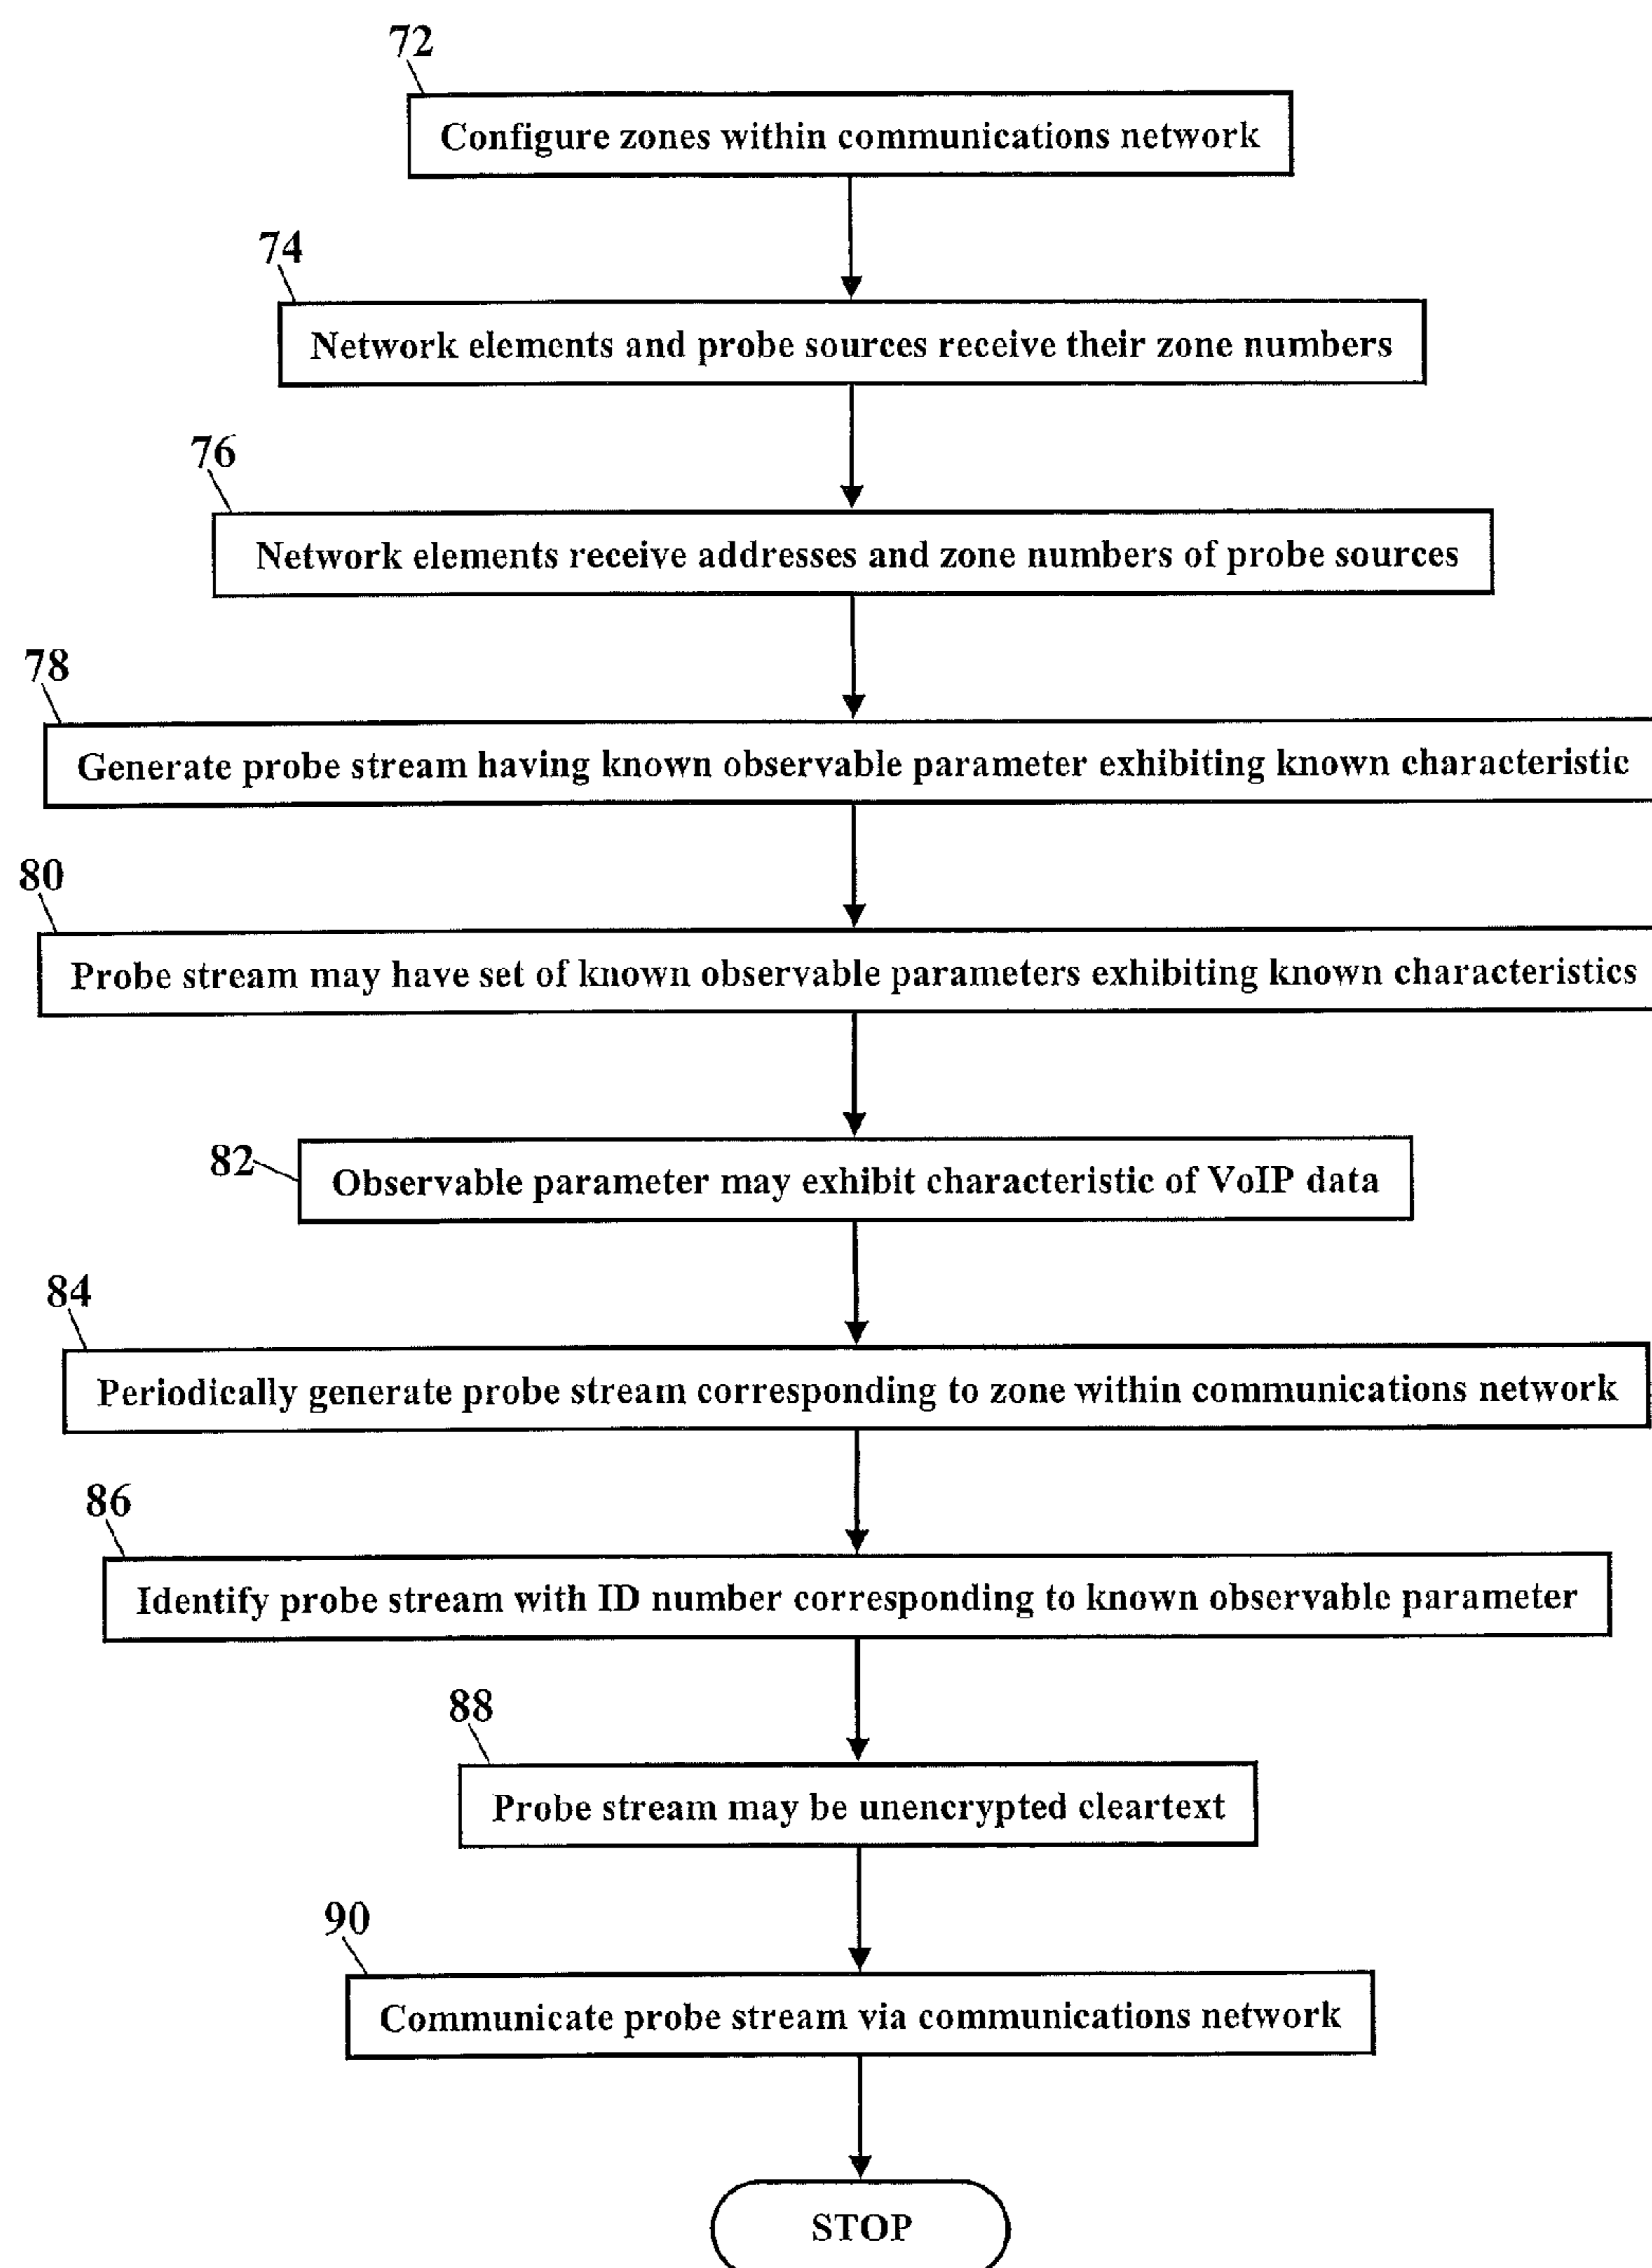 72
Configure zones within communications network
74
Network elements and probe sources receive their zone numbers
76
Network elements receive addresses and zone numbers of probe sources
78
Generate probe stream having known observable parameter exhibiting known characteristic
80
Probe stream may have set of known observable parameters exhibiting known characteristics
82
Observable parameter may exhibit characteristic of VoIP data
84
Periodically generate probe stream corresponding to zone within communications network
86
Identify probe stream with ID number corresponding to known observable parameter
88
Probe stream may be unencrypted cleartext
90
Communicate probe stream via communications network
STOP